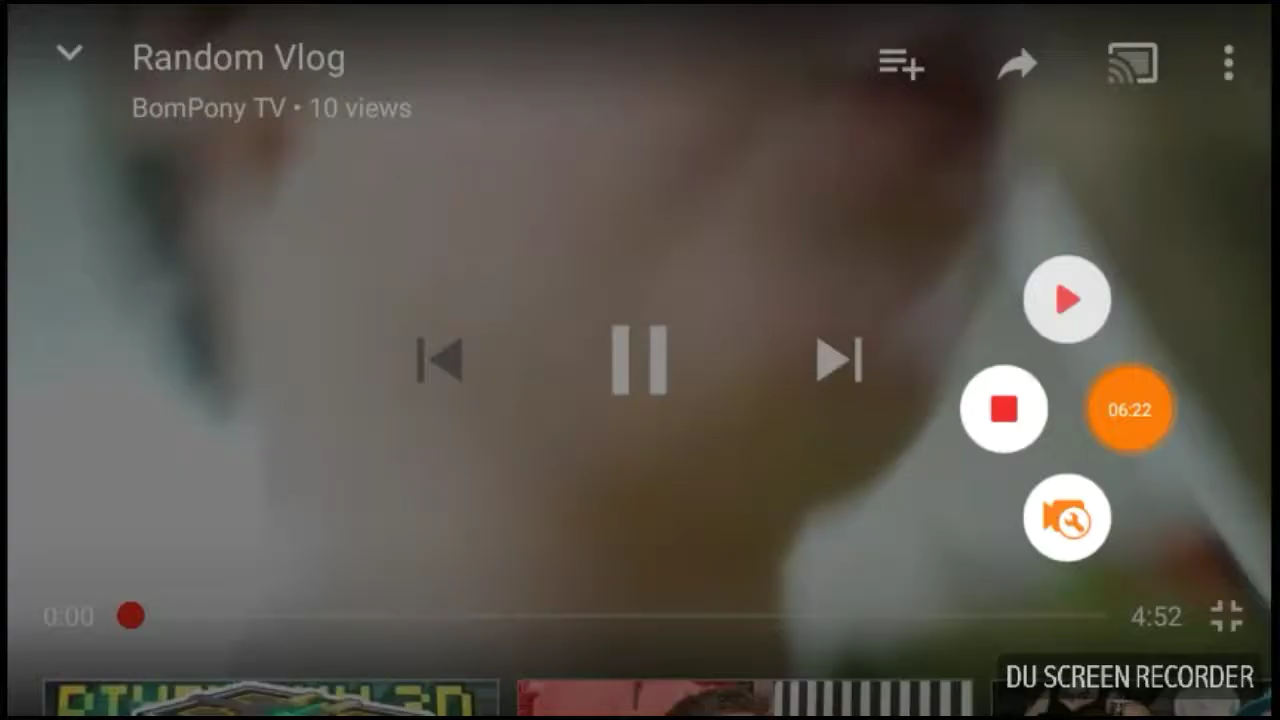 Random Vlog
BomPony TV • 10 views
06:22
0:00
4:52
DU SCREEN RECORDER